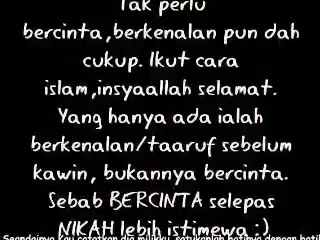 Tak perlu
bercinta,berkenalan pun dah
cukup. Ikut cara
islam,insyaallah selamat.
Yang hanya ada ialah
berkenalan/taaruf sebelum
kawin, bukannya bercinta.
Sebab BERCINTA selepas
NIKAH lebih istimewa :)
Seandainya kau catatkan dia milikku, satukanlah hatinya dengan hati